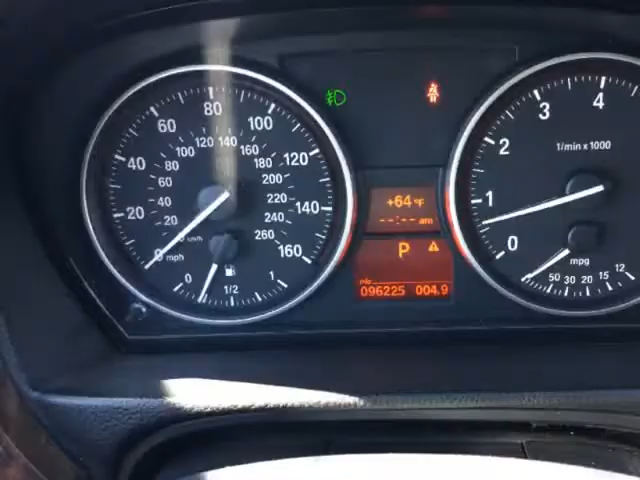 20 40 60 80 100 120 140 160
20 40 60 80 100 120 140 160 180 200 220 240 260
km/h
0 mph
0 1/2 1
+64 °F
--:-- am
P
096225 004.9
0 1 2 3 4
1/min x 1000
mpg
50 30 20 15 12